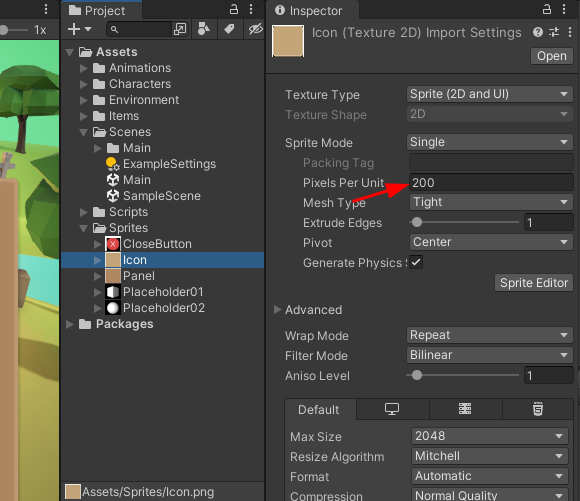 1x
Project
Assets
Animations
Characters
Environment
Items
Scenes
Main
ExampleSettings
Main
SampleScene
Scripts
Sprites
CloseButton
Icon
Panel
Placeholder01
Placeholder02
Packages
Assets/Sprites/Icon.png
Inspector
Icon (Texture 2D) Import Settings
Open
Texture Type Sprite (2D and UI)
Texture Shape 2D
Sprite Mode Single
Packing Tag
Pixels Per Unit 200
Mesh Type Tight
Extrude Edges 1
Pivot Center
Generate Physics S
Sprite Editor
Advanced
Wrap Mode Repeat
Filter Mode Bilinear
Aniso Level 1
Default
Max Size 2048
Resize Algorithm Mitchell
Format Automatic
Compression Normal Quality